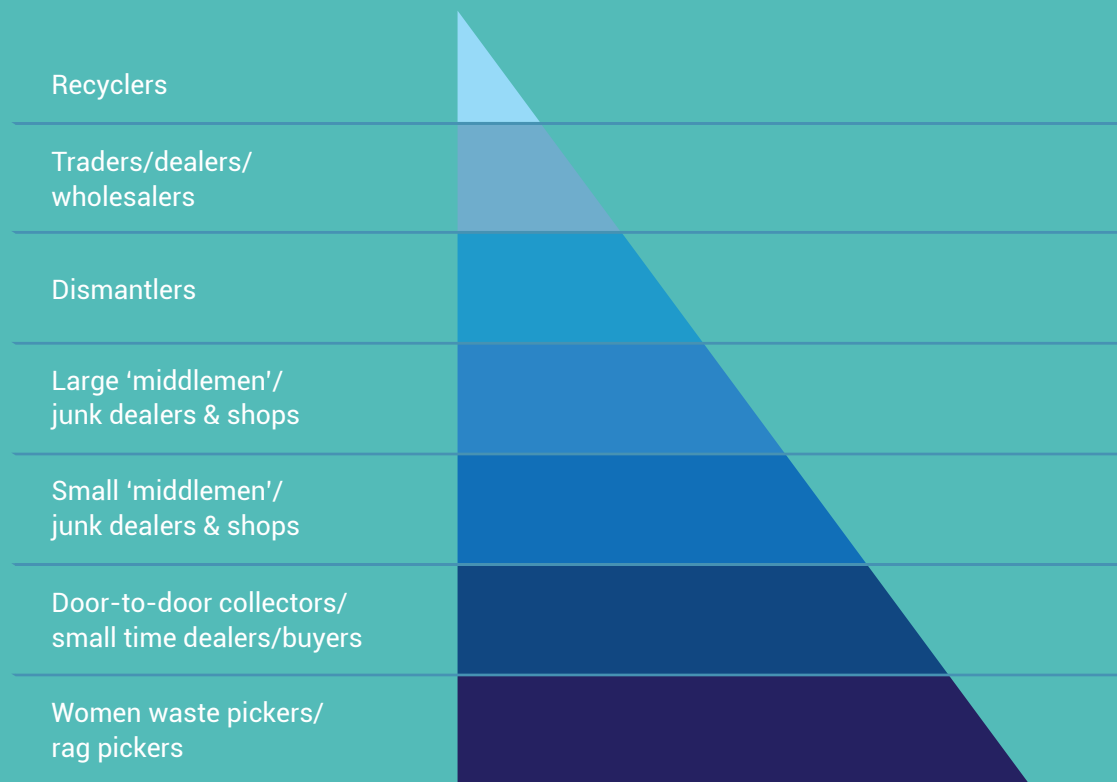 Recyclers
Traders/dealers/
wholesalers
Dismantlers
Large ‘middlemen’/
junk dealers & shops
Small ‘middlemen’/
junk dealers & shops
Door-to-door collectors/
small time dealers/buyers
Women waste pickers/
rag pickers